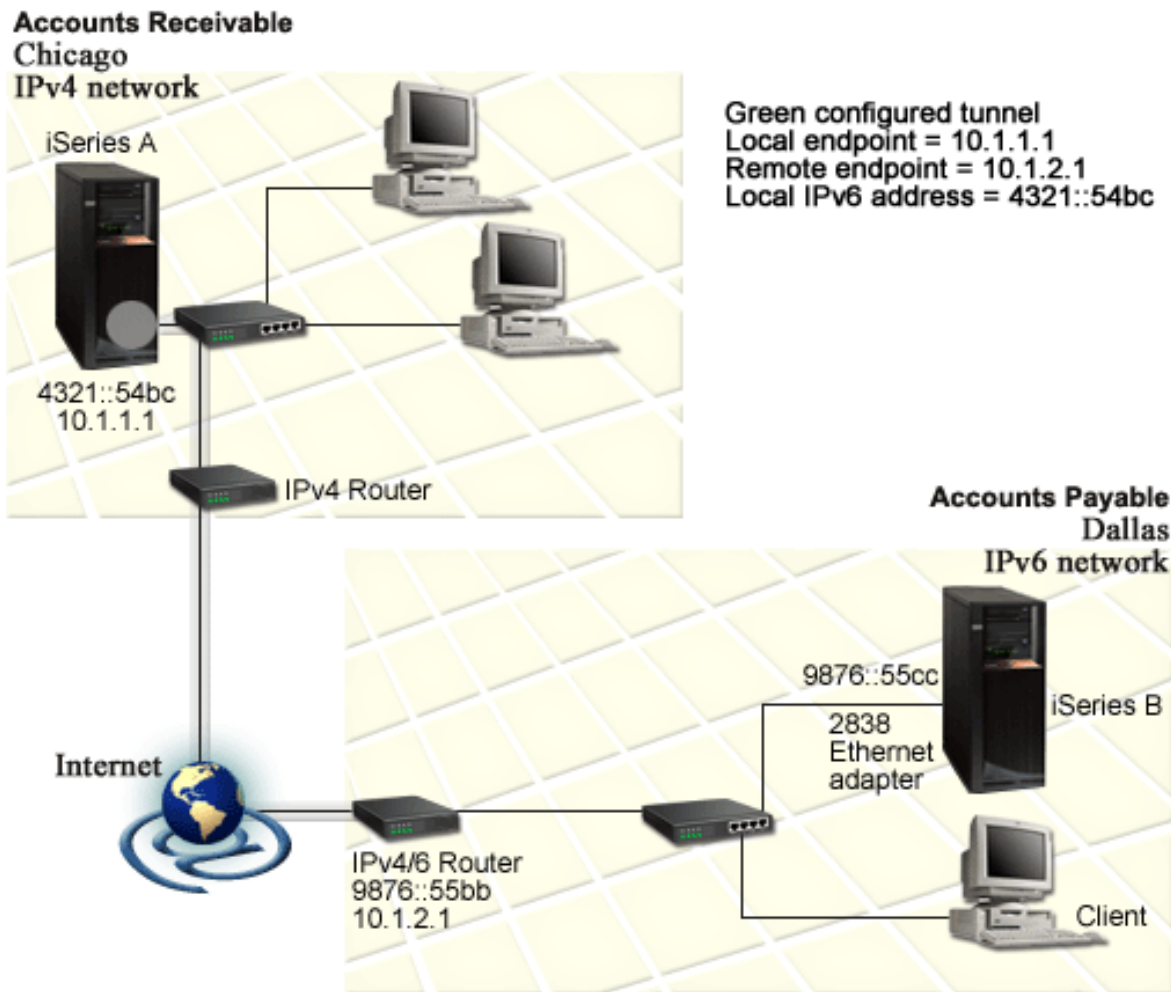 Accounts Receivable
Chicago
IPv4 network
iSeries A
Green configured tunnel
Local endpoint = 10.1.1.1
Remote endpoint = 10.1.2.1
Local IPv6 address = 4321::54bc
4321::54bc
10.1.1.1
IPv4 Router
Accounts Payable
Dallas
IPv6 network
9876::55cc
iSeries B
2838
Ethernet
adapter
Internet
IPv4/6 Router
9876::55bb
10.1.2.1
Client